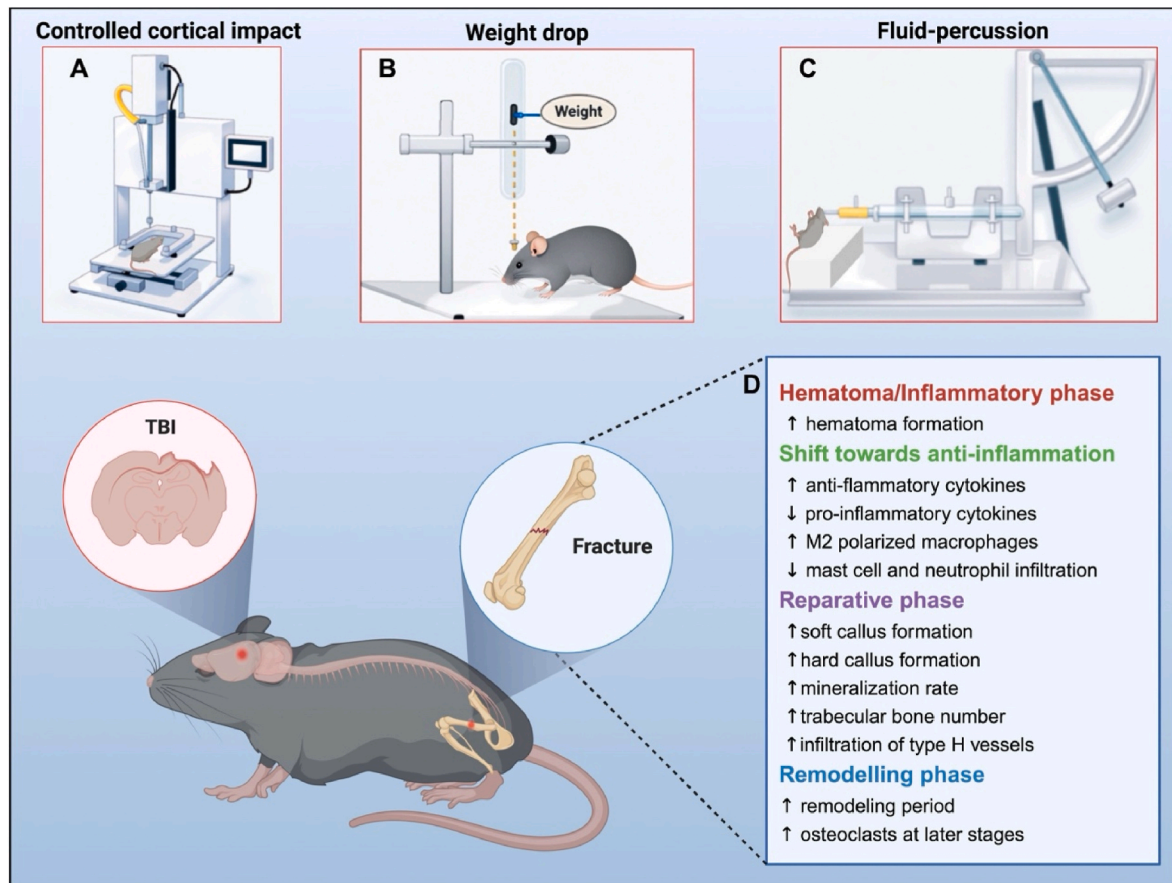 Controlled cortical impact
Weight drop
Fluid-percussion
A
B
Weight
C
TBI
Fracture
D
Hematoma/Inflammatory phase
↑ hematoma formation
Shift towards anti-inflammation
↑ anti-flammatory cytokines
↓ pro-inflammatory cytokines
↑ M2 polarized macrophages
↓ mast cell and neutrophil infiltration
Reparative phase
↑soft callus formation
↑hard callus formation
↑mineralization rate
↑trabecular bone number
↑infiltration of type H vessels
Remodelling phase
↑ remodeling period
↑ osteoclasts at later stages